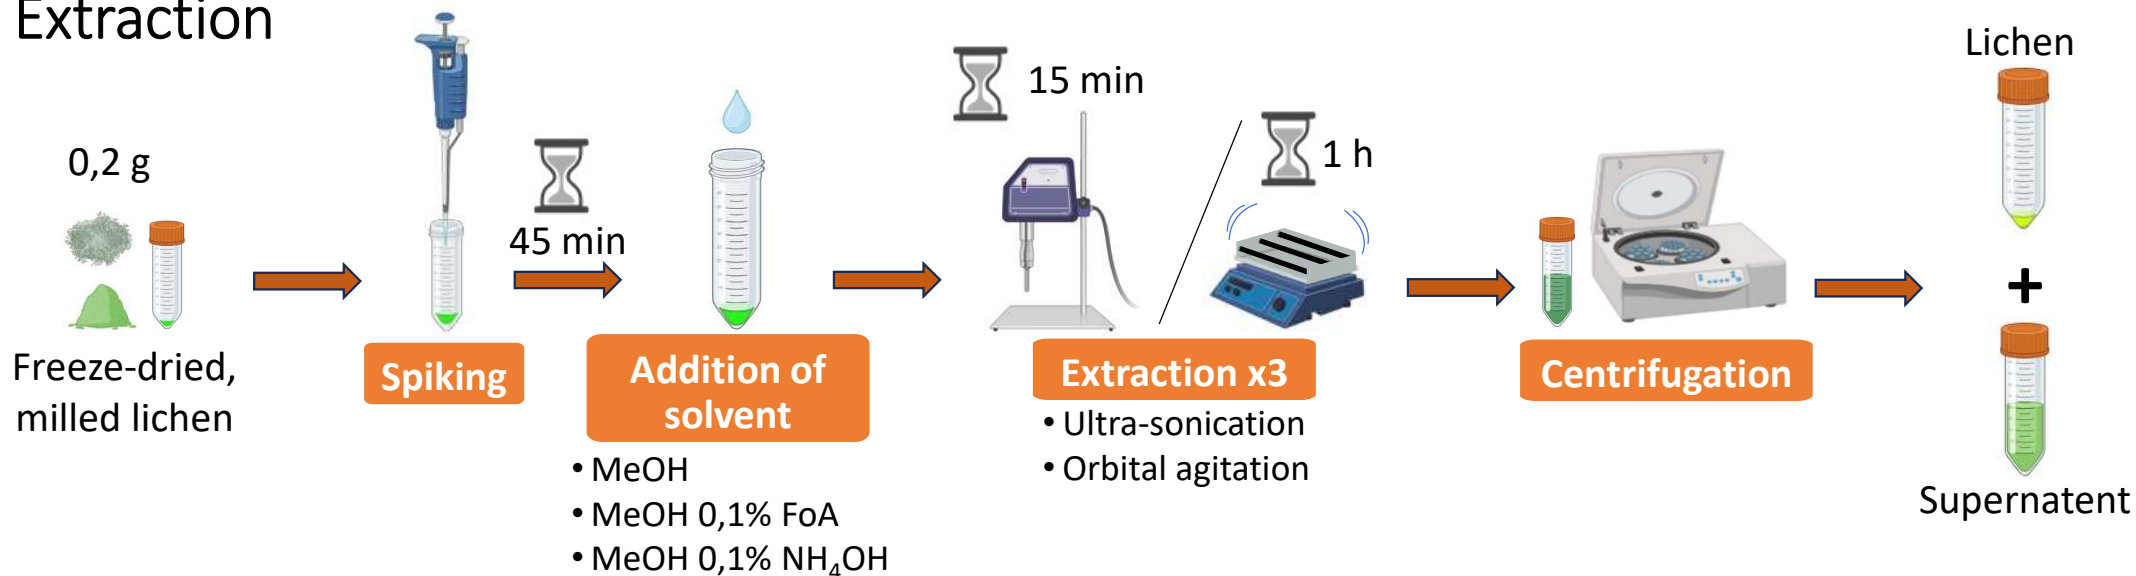 Extraction
0,2 g
Freeze-dried,
milled lichen
Spiking
45 min
Addition of
solvent
• MeOH
• MeOH 0,1% FoA
• MeOH 0,1% NH₄OH
15 min
1 h
Extraction x3
• Ultra-sonication
• Orbital agitation
Centrifugation
Lichen
+
Supernatent